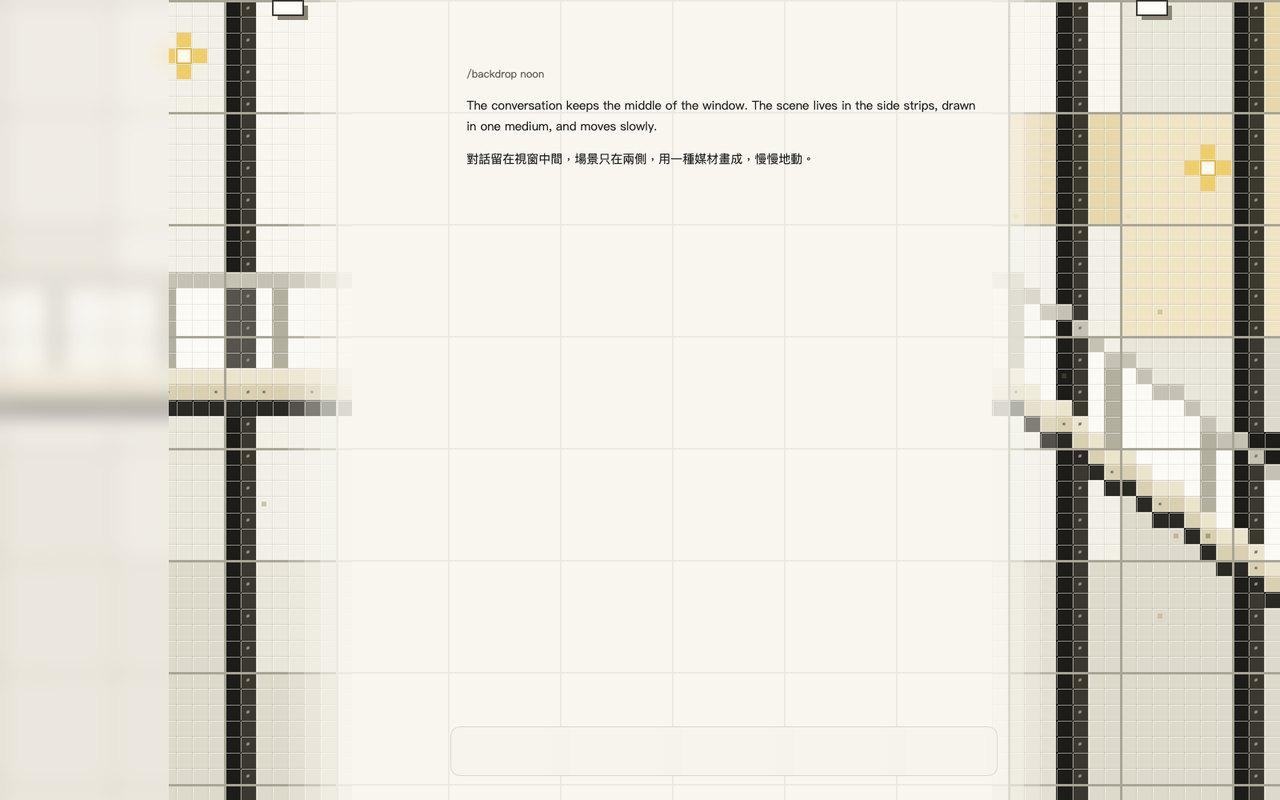 /backdrop noon
The conversation keeps the middle of the window. The scene lives in the side strips, drawn
in one medium, and moves slowly.
對話留在視窗中間，場景只在兩側，用一種媒材畫成，慢慢地動。